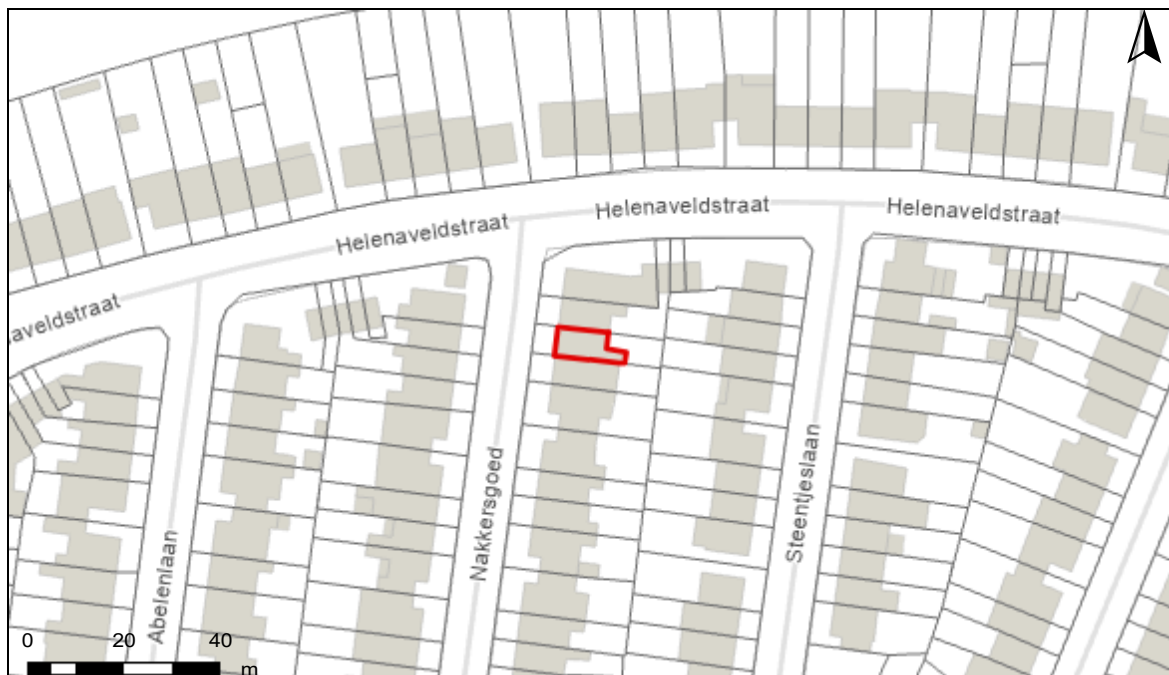 Helenaveldstraat
Helenaveldstraat
Helenaveldstraat
aveldstraat
Abelenlaan
Nakkersgoed
Steentjeslaan
0 20 40
m